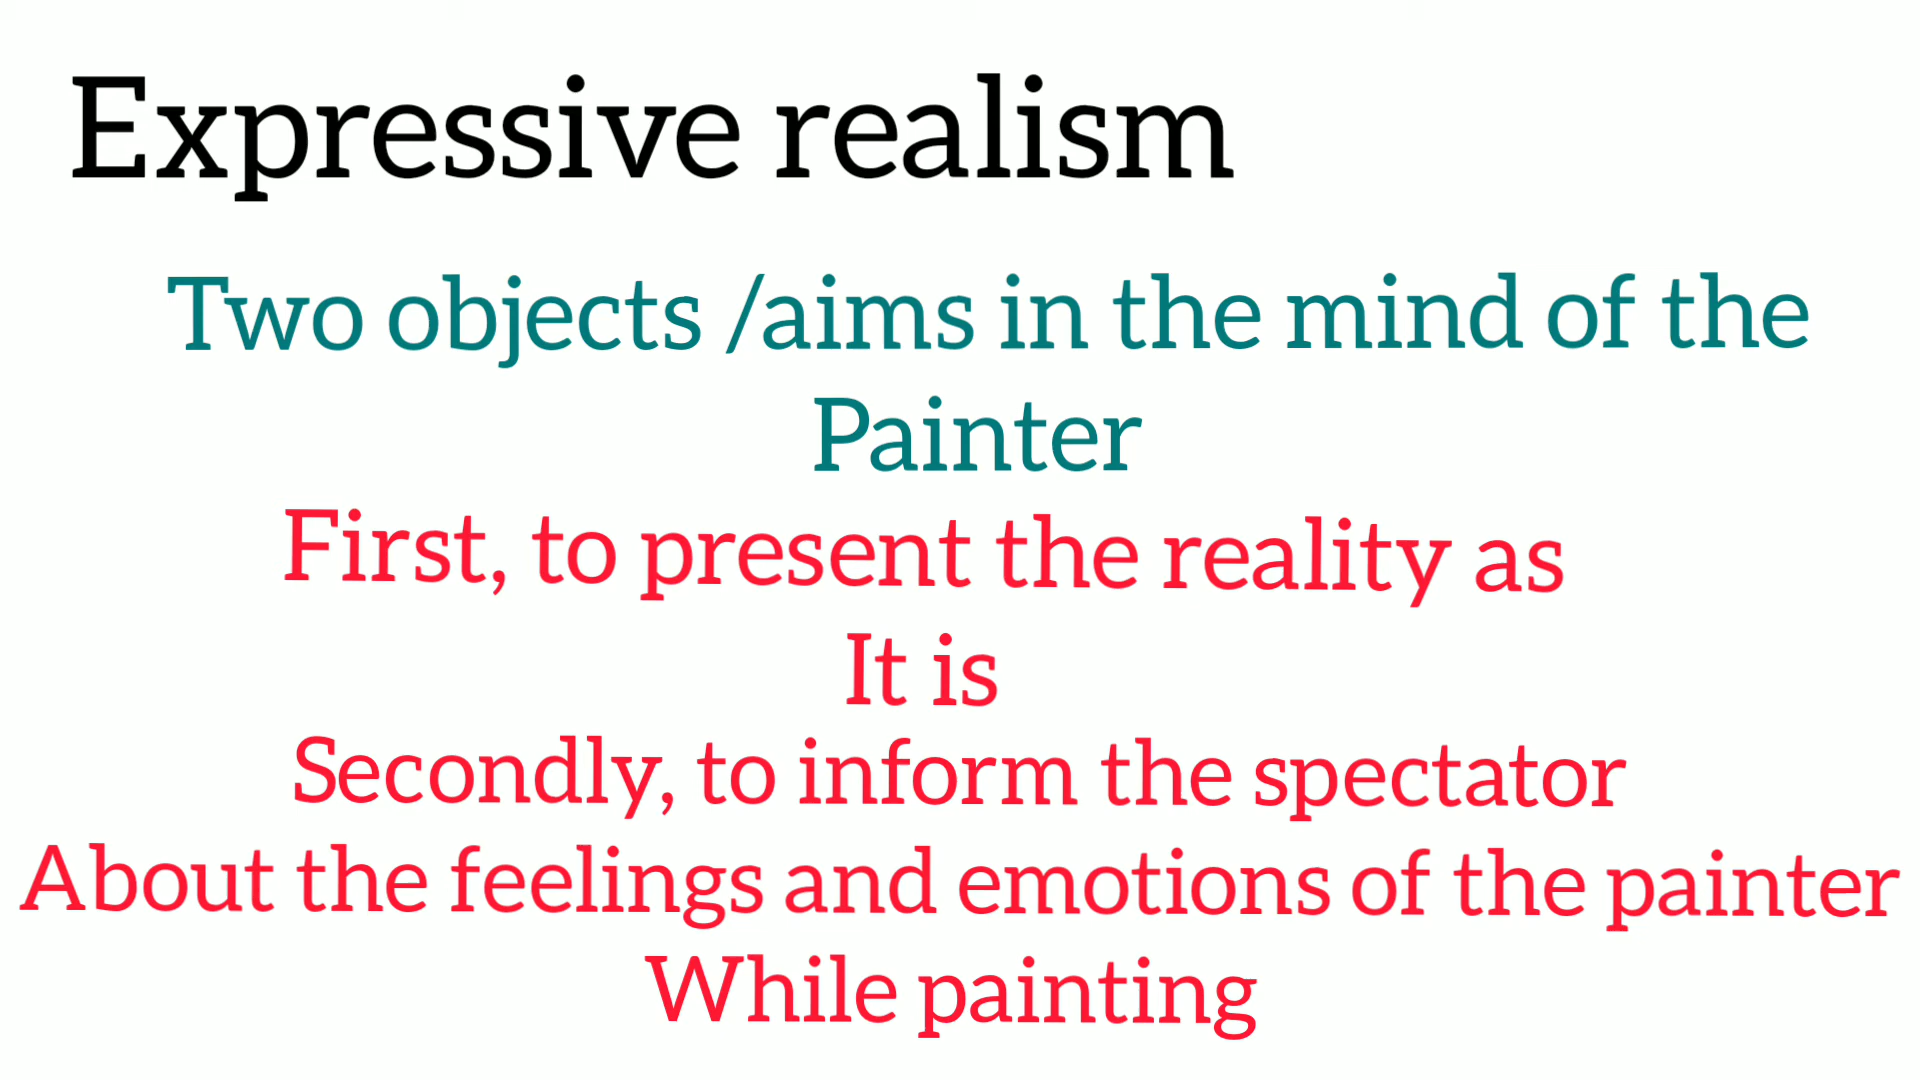 Expressive realism
Two objects /aims in the mind of the
Painter
First, to present the reality as
It is
Secondly, to inform the spectator
About the feelings and emotions of the painter
While painting